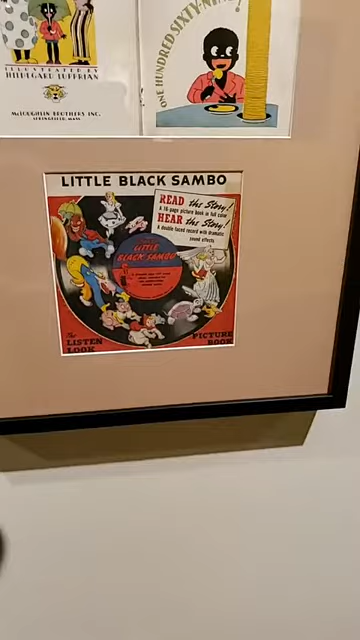 ILLUSTRATED BY
HILDEGARD LUPPRIAN
McLOUGHLIN BROTHERS INC.
SPRINGFIELD MASS
ONE HUNDRED SIXTY-NINE!
LITTLE BLACK SAMBO
READ the Story!
A 16-page picture book in full color
HEAR the Story!
A double-faced record with dramatic
sound effects
LITTLE
BLACK SAMBO
The
LISTEN
LOOK
PICTURE
BOOK